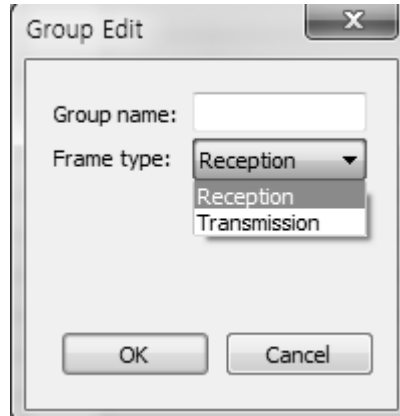 Group Edit
Group name:
Frame type: Reception
Reception
Transmission
OK Cancel